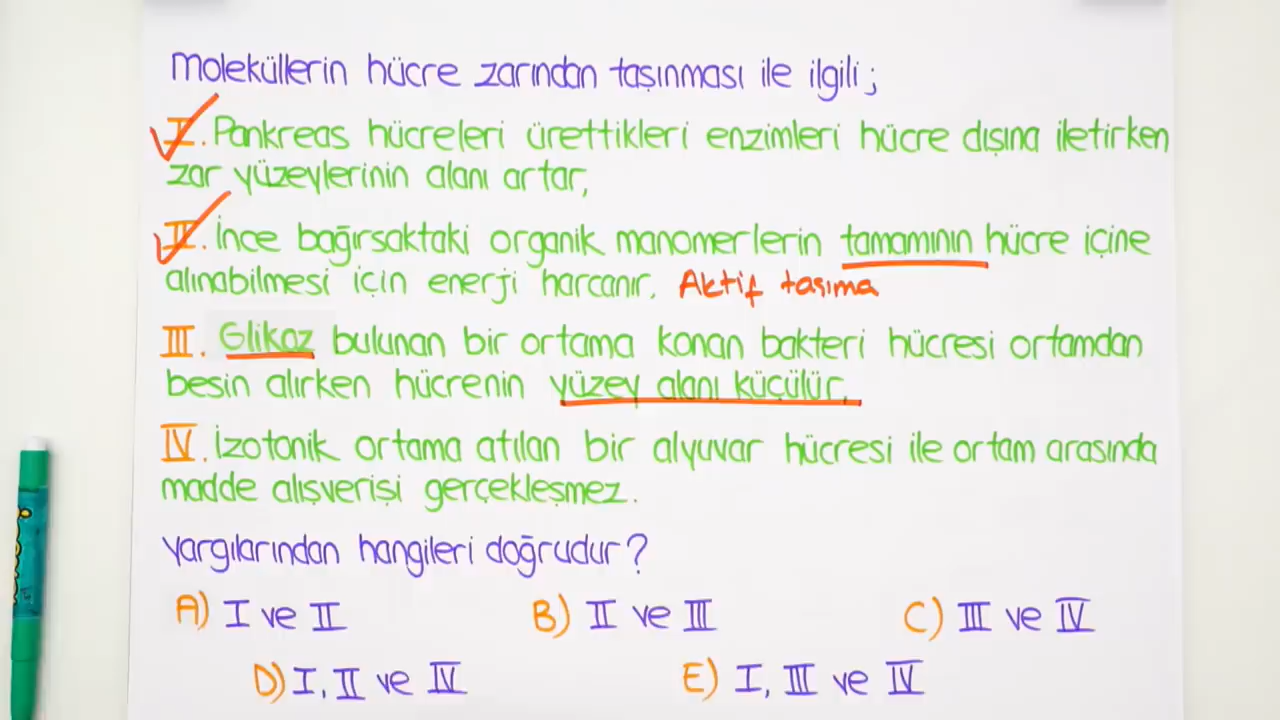 Moleküllerin hücre zarından taşınması ile ilgili;
I. Pankreas hücreleri ürettikleri enzimleri hücre dışına iletirken
zar yüzeylerinin alanı artar,
II. İnce bağırsaktaki organik manomerlerin tamamının hücre içine
alınabilmesi için enerji harcanır. Aktif taşıma
III. Glikoz bulunan bir ortama konan bakteri hücresi ortamdan
besin alırken hücrenin yüzey alanı küçülür,
IV. İzotonik ortama atılan bir alyuvar hücresi ile ortam arasında
madde alışverişi gerçekleşmez.
yargılarından hangileri doğrudur?
A) I ve II B) II ve III C) III ve IV
D) I, II ve IV E) I, III ve IV